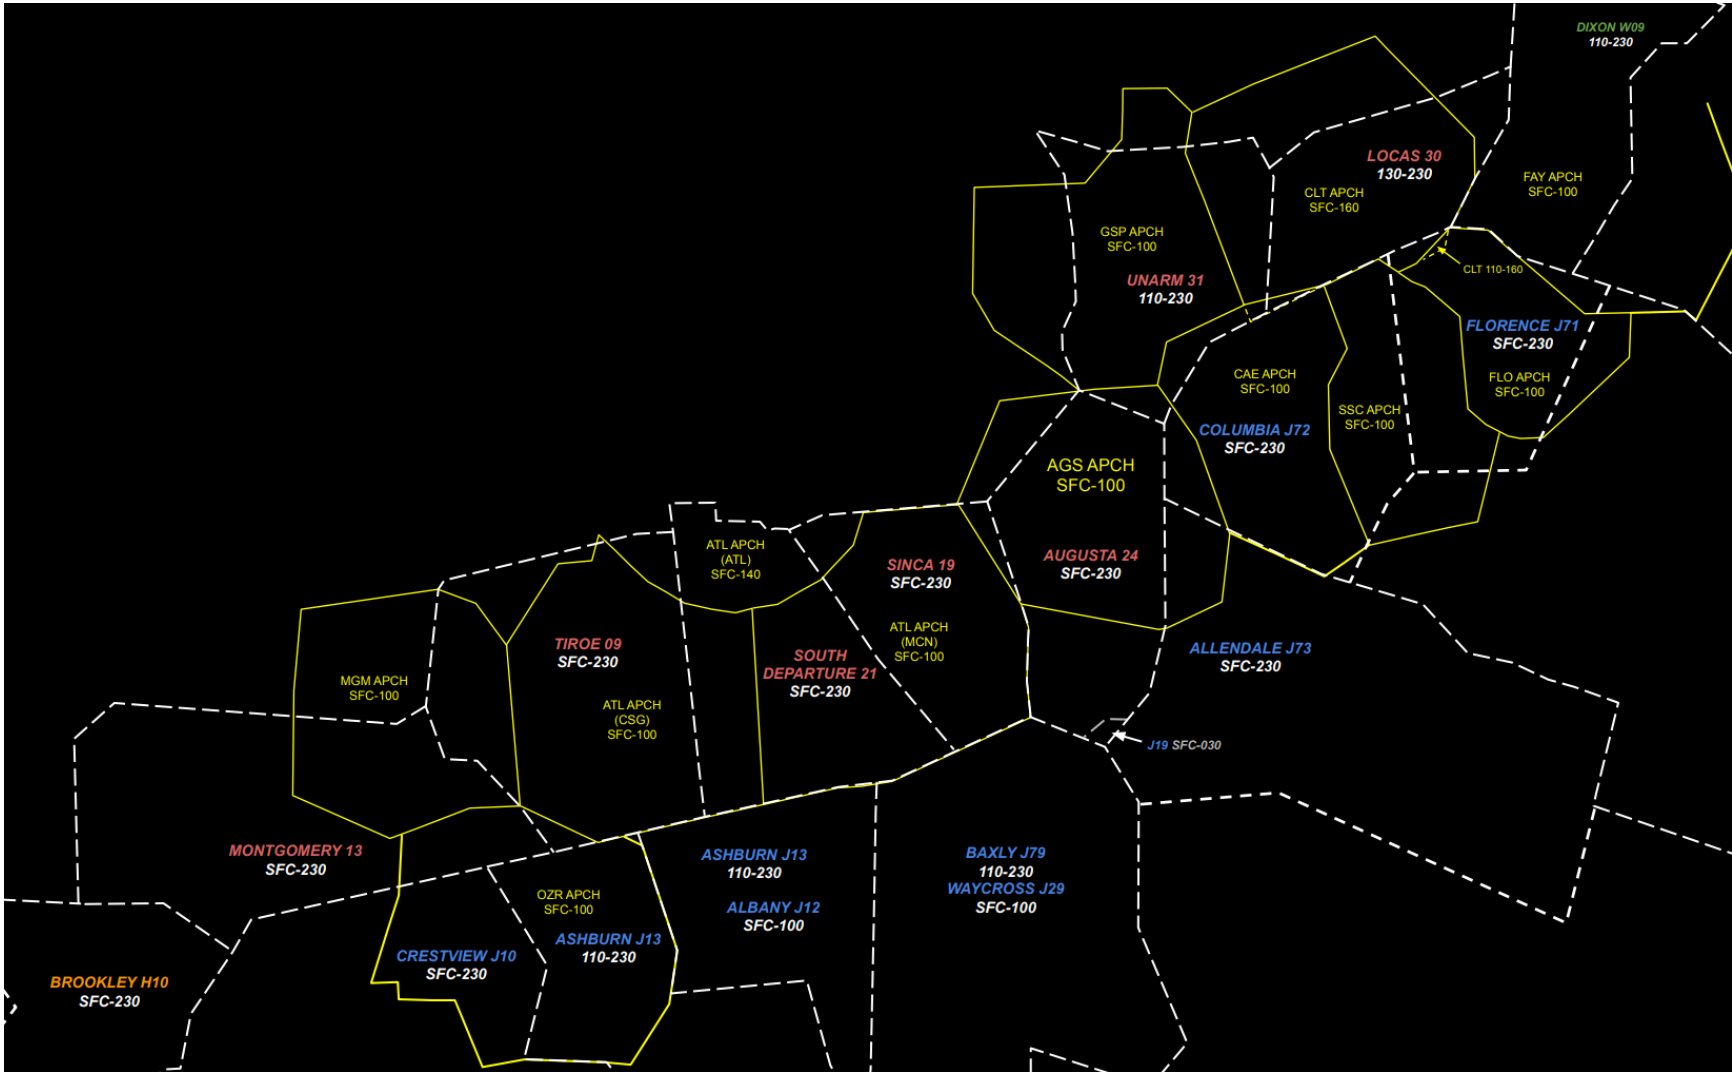 DIXON W09
110-230
LOCAS 30
130-230
CLT APCH
SFC-160
FAY APCH
SFC-100
GSP APCH
SFC-100
UNARM 31
110-230
CLT 110-160
FLORENCE J71
SFC-230
FLO APCH
SFC-100
CAE APCH
SFC-100
SSC APCH
SFC-100
COLUMBIA J72
SFC-230
AGS APCH
SFC-100
AUGUSTA 24
SFC-230
SINCA 19
SFC-230
ATL APCH
(ATL)
SFC-140
ATL APCH
(MCN)
SFC-100
TIROE 09
SFC-230
SOUTH
DEPARTURE 21
SFC-230
ALLENDALE J73
SFC-230
MGM APCH
SFC-100
ATL APCH
(CSG)
SFC-100
J19 SFC-030
MONTGOMERY 13
SFC-230
ASHBURN J13
110-230
ALBANY J12
SFC-100
BAXLY J79
110-230
WAYCROSS J29
SFC-100
OZR APCH
SFC-100
ASHBURN J13
110-230
CRESTVIEW J10
SFC-230
BROOKLEY H10
SFC-230